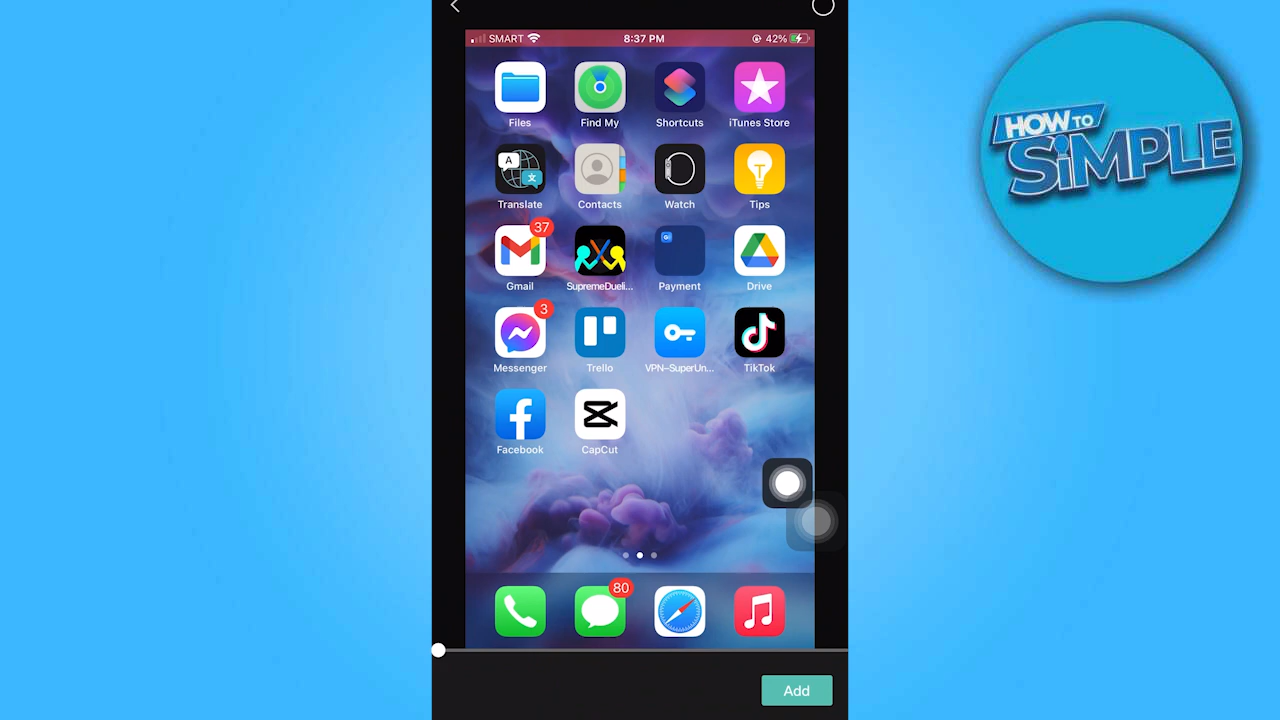 SMART 8:37 PM 42%
HOW TO
SiMPLE
Files Find My Shortcuts iTunes Store
A 文
Translate Contacts Watch Tips
37
Gmail SupremeDueli... Payment Drive
3
Messenger Trello VPN–SuperUn... TikTok
Facebook CapCut
80
Add